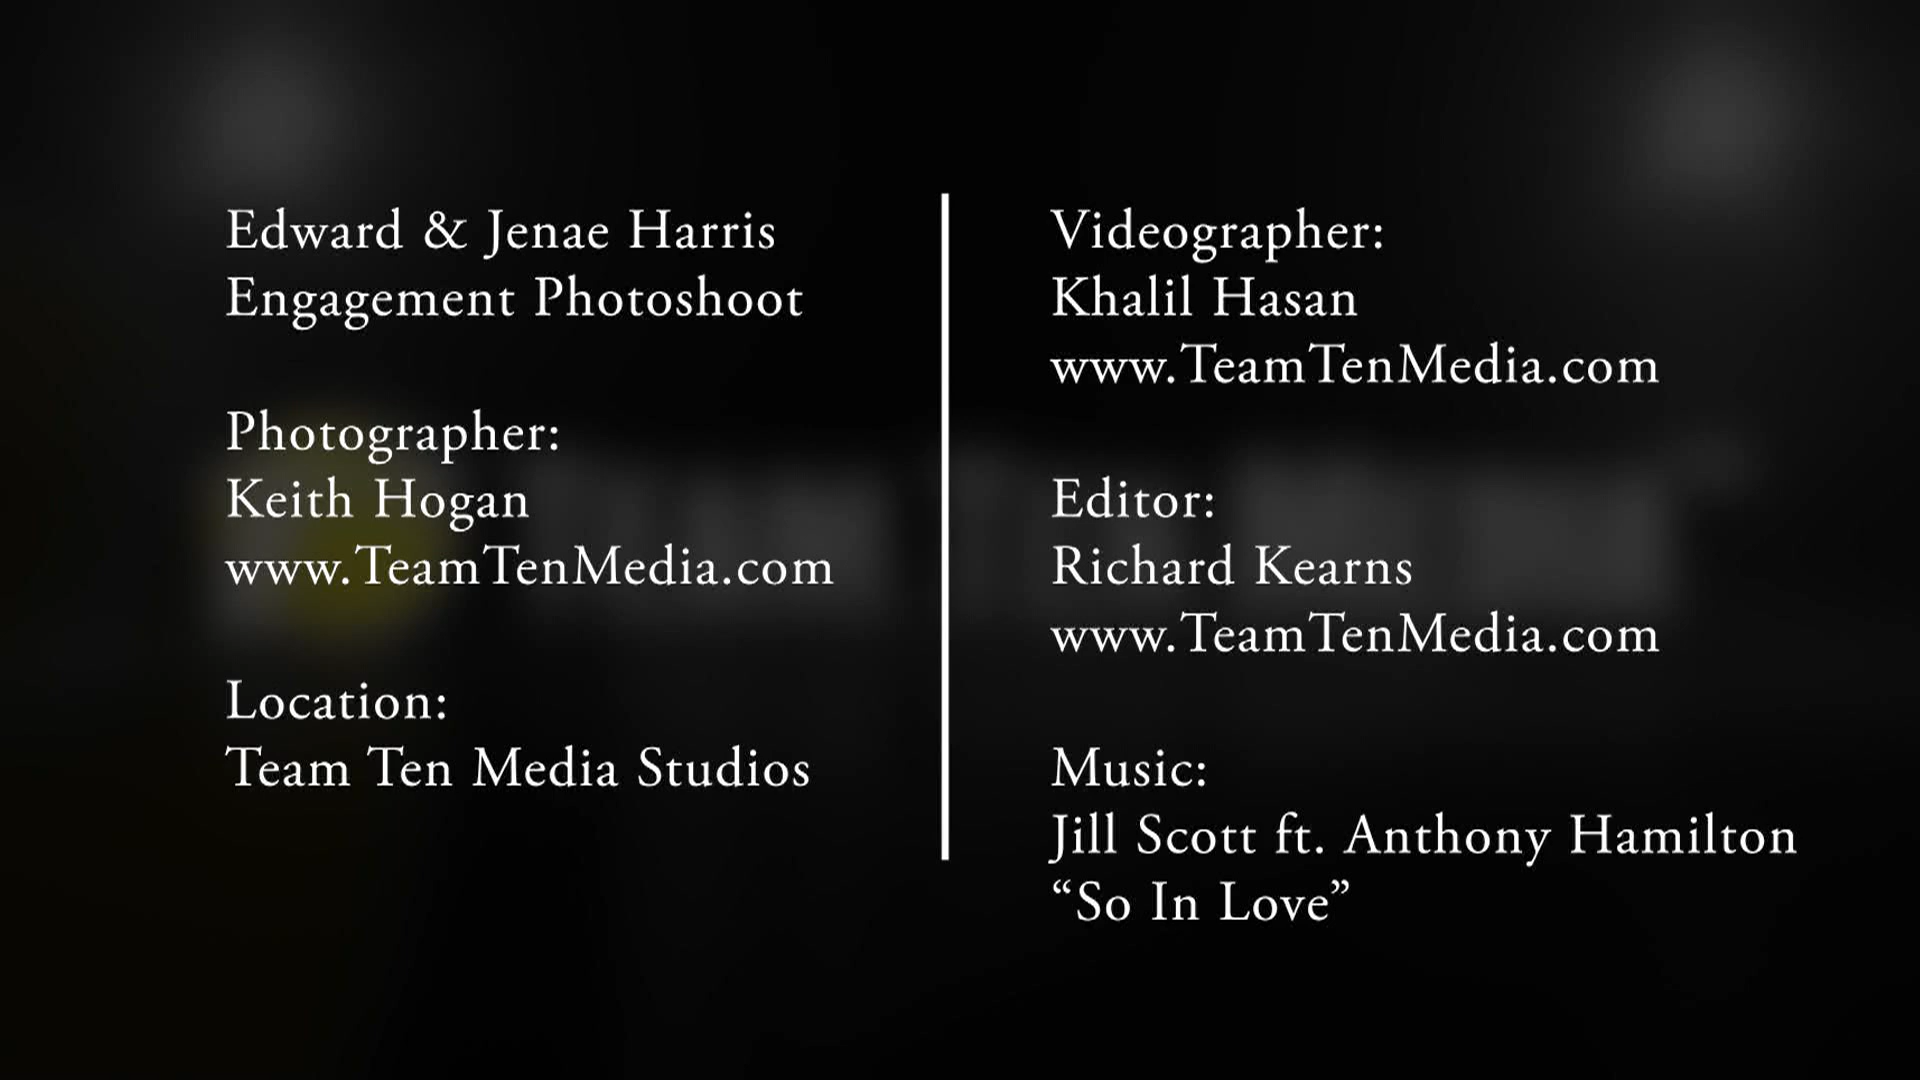 Edward & Jenae Harris
Engagement Photoshoot
Photographer:
Keith Hogan
www.TeamTenMedia.com
Location:
Team Ten Media Studios
Videographer:
Khalil Hasan
www.TeamTenMedia.com
Editor:
Richard Kearns
www.TeamTenMedia.com
Music:
Jill Scott ft. Anthony Hamilton
“So In Love”